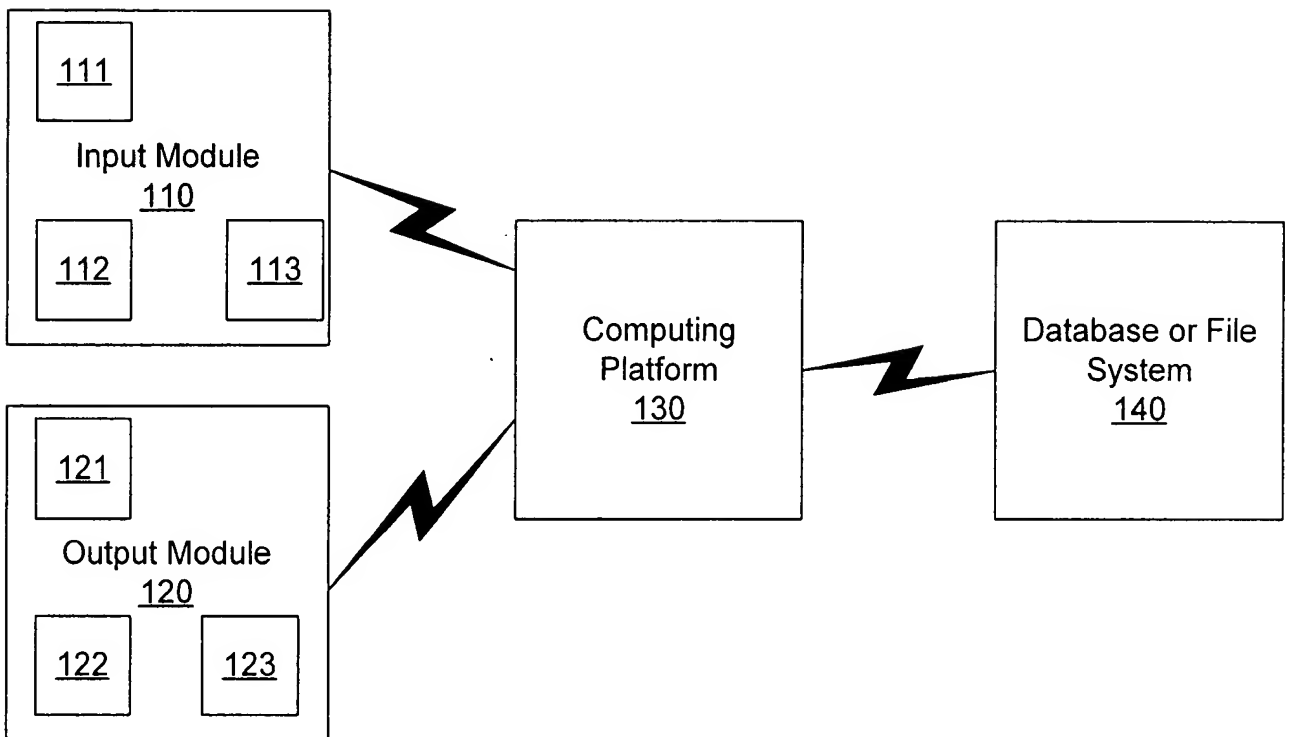 111
Input Module
110
112
113
121
Output Module
120
122
123
Computing
Platform
130
Database or File
System
140